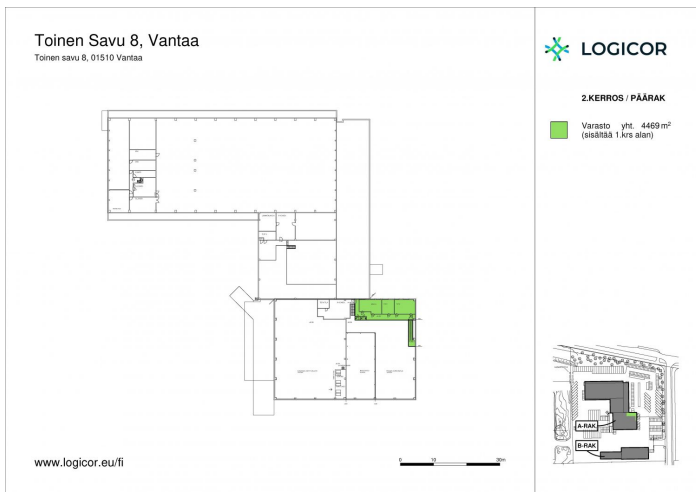 Toinen Savu 8, Vantaa
Toinen savu 8, 01510 Vantaa
LOGICOR
2.KERROS / PÄÄRAK
Varasto yht. 4469 m²
(sisältää 1.krs alan)
A-RAK
B-RAK
www.logicor.eu/fi
0 10 30m